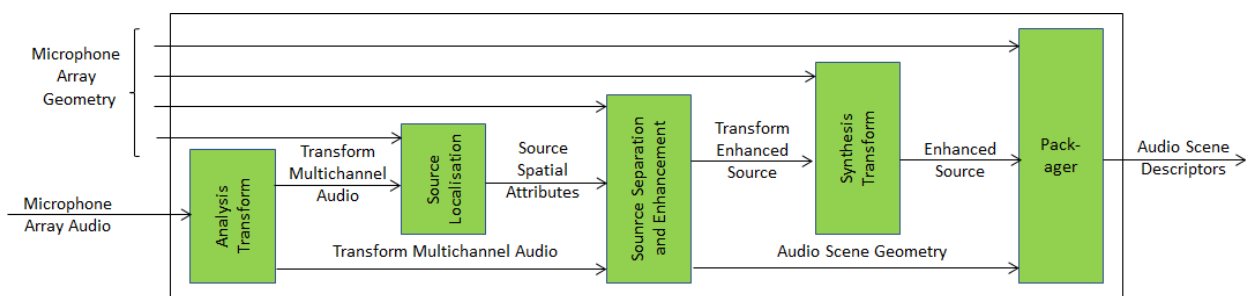 Microphone
Array
Geometry
Microphone
Array Audio
Analysis
Transform
Transform
Multichannel
Audio
Source
Localisation
Source
Spatial
Attributes
Transform Multichannel Audio
Sounrce Separation
and Enhancement
Transform
Enhanced
Source
Synthesis
Transform
Enhanced
Source
Audio Scene Geometry
Pack-
ager
Audio Scene
Descriptors